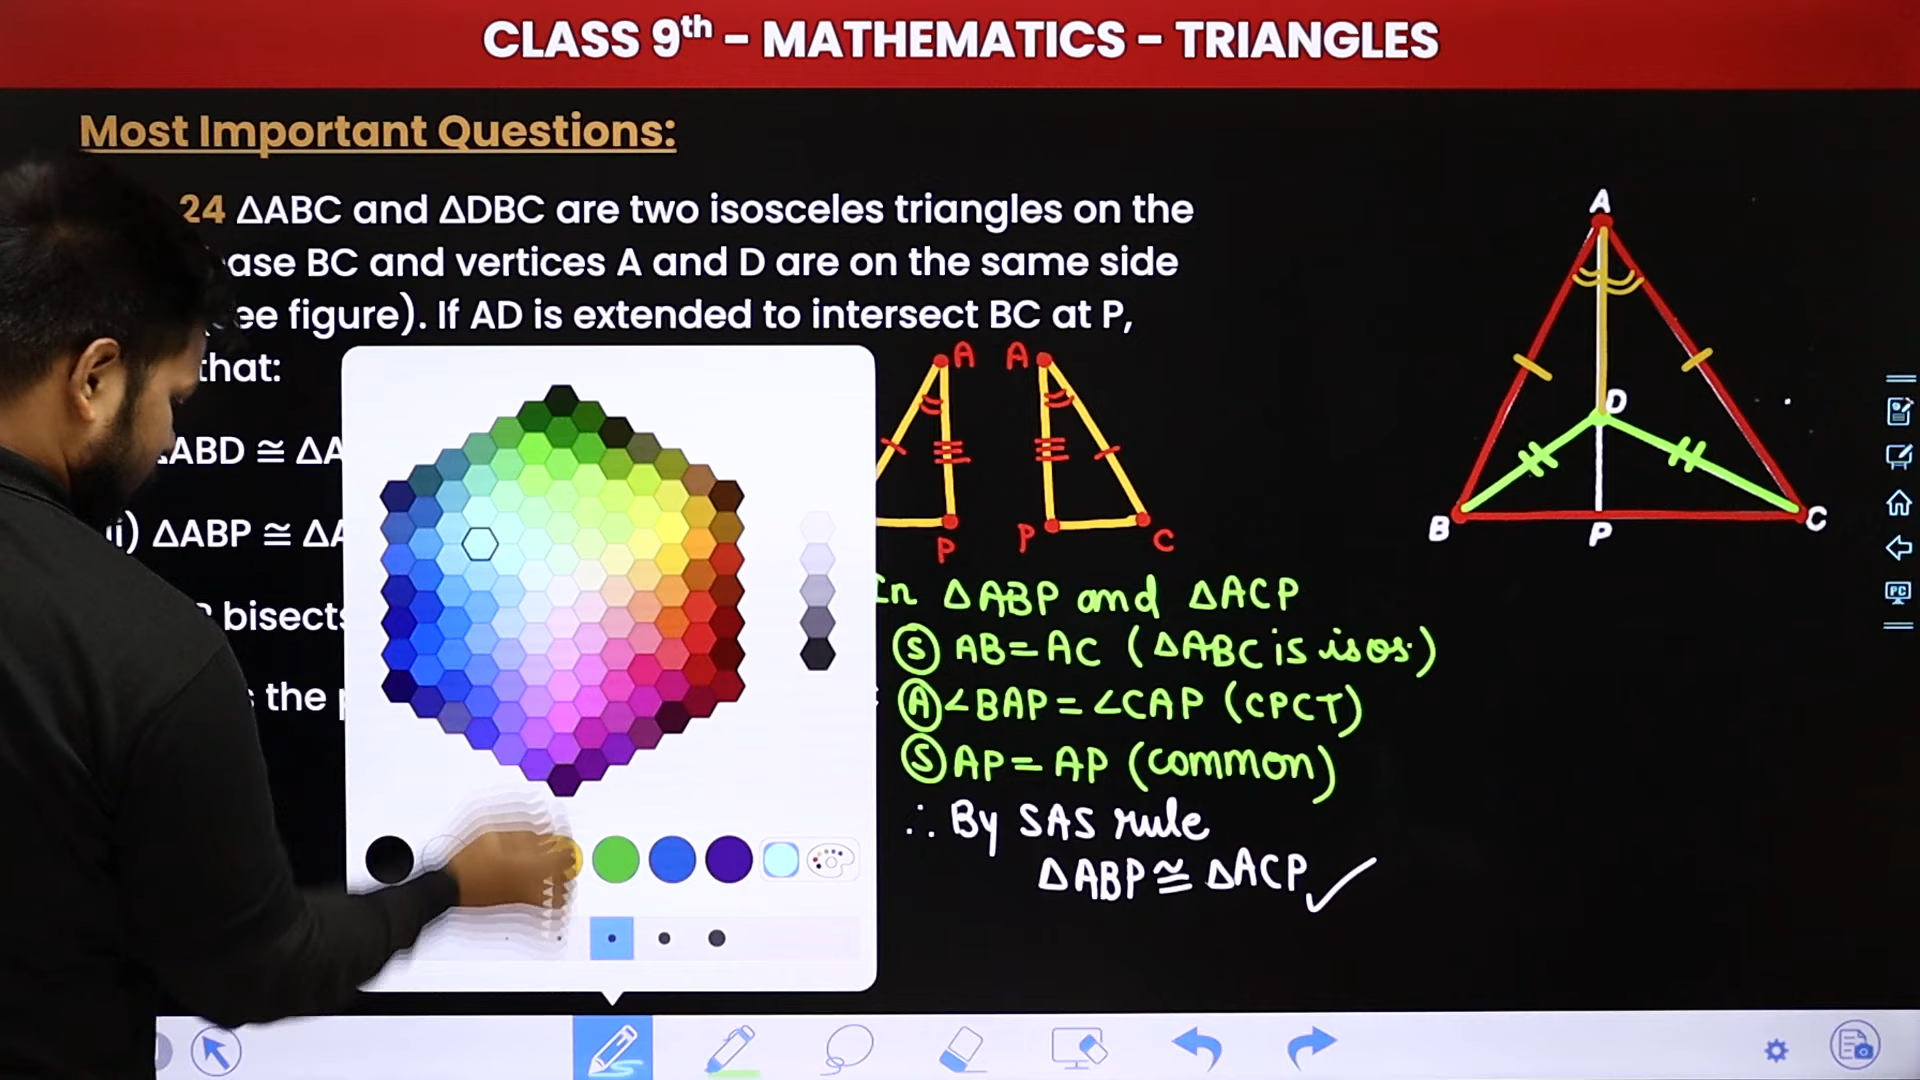 CLASS 9th – MATHEMATICS – TRIANGLES
Most Important Questions:
24 ΔABC and ΔDBC are two isosceles triangles on the
ase BC and vertices A and D are on the same side
ee figure). If AD is extended to intersect BC at P,
that:
ABD ≅ ΔA
i) ΔABP ≅ ΔA
bisects
the
A A
P P C
A
D
B P C
In ΔABP and ΔACP
(S) AB = AC (ΔABC is isos.)
(A) ∠BAP = ∠CAP (CPCT)
(S) AP = AP (common)
∴ By SAS rule
ΔABP ≅ ΔACP ✓
PC